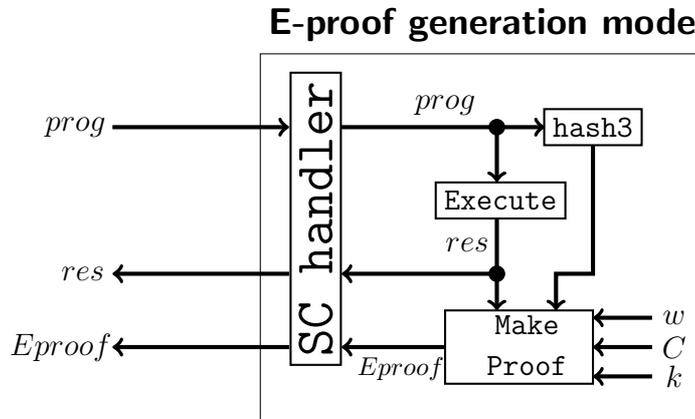 E-proof generation mode
prog
SC handler
prog
hash3
Execute
res
res
Make
Proof
w
C
k
Eproof
Eproof